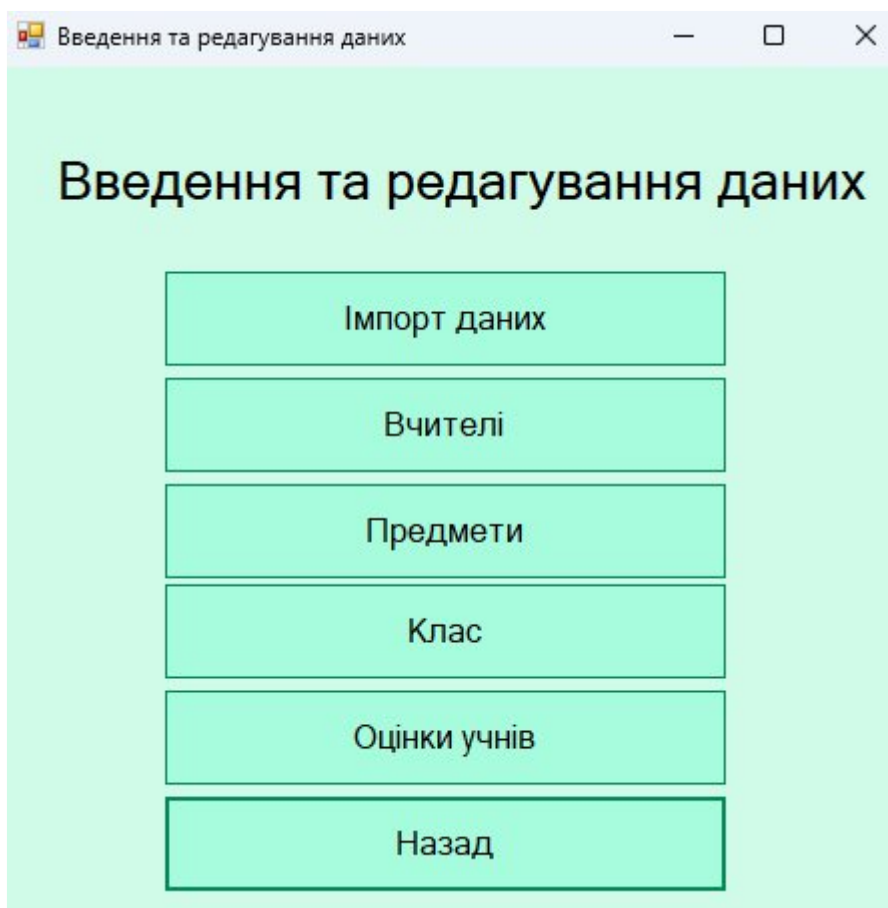 Введення та редагування даних
Введення та редагування даних
Імпорт даних
Вчителі
Предмети
Клас
Оцінки учнів
Назад